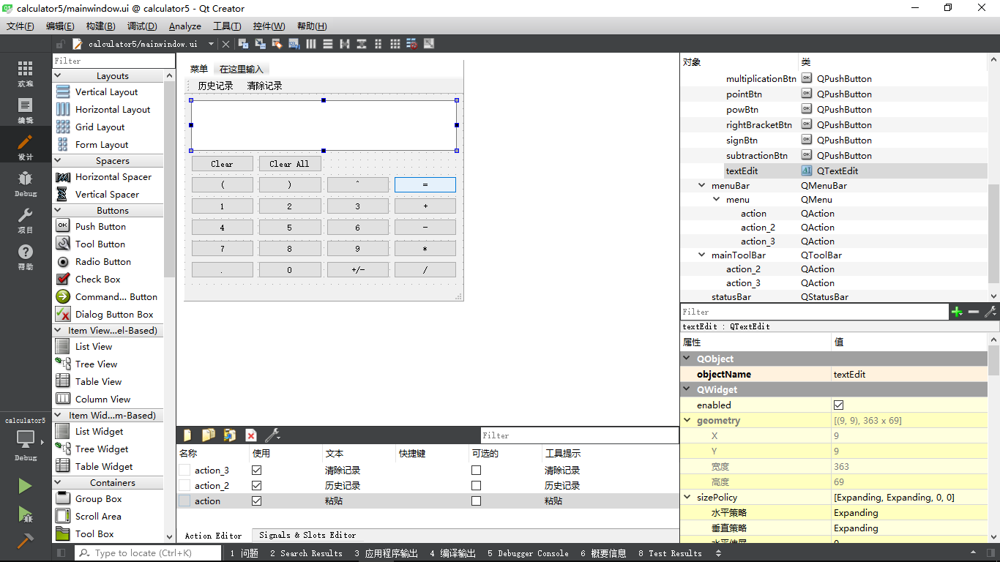 calculator5/mainwindow.ui @ calculator5 - Qt Creator
文件(F) 编辑(E) 构建(B) 调试(D) Analyze 工具(T) 控件(W) 帮助(H)
calculator5/mainwindow.ui
欢迎
编辑
设计
Debug
项目
帮助
calculator5
Debug
Filter
Layouts
Vertical Layout
Horizontal Layout
Grid Layout
Form Layout
Spacers
Horizontal Spacer
Vertical Spacer
Buttons
Push Button
Tool Button
Radio Button
Check Box
Command... Button
Dialog Button Box
Item View...el-Based)
List View
Tree View
Table View
Column View
Item Wid...m-Based)
List Widget
Tree Widget
Table Widget
Containers
Group Box
Scroll Area
Tool Box
菜单 在这里输入
历史记录 清除记录
Clear Clear All
( ) ^ =
1 2 3 +
4 5 6 -
7 8 9 *
. 0 +/- /
Filter
名称 使用 文本 快捷键 可选的 工具提示
action_3 清除记录 清除记录
action_2 历史记录 历史记录
action 粘贴 粘贴
Action Editor Signals & Slots Editor
对象 类
multiplicationBtn QPushButton
pointBtn QPushButton
powBtn QPushButton
rightBracketBtn QPushButton
signBtn QPushButton
subtractionBtn QPushButton
textEdit QTextEdit
menuBar QMenuBar
menu QMenu
action QAction
action_2 QAction
action_3 QAction
mainToolBar QToolBar
action_2 QAction
action_3 QAction
statusBar QStatusBar
Filter
textEdit : QTextEdit
属性 值
QObject
objectName textEdit
QWidget
enabled
geometry [(9, 9), 363 x 69]
X 9
Y 9
宽度 363
高度 69
sizePolicy [Expanding, Expanding, 0, 0]
水平策略 Expanding
垂直策略 Expanding
水平伸展 0
Type to locate (Ctrl+K) 1 问题 2 Search Results 3 应用程序输出 4 编译输出 5 Debugger Console 6 概要信息 8 Test Results